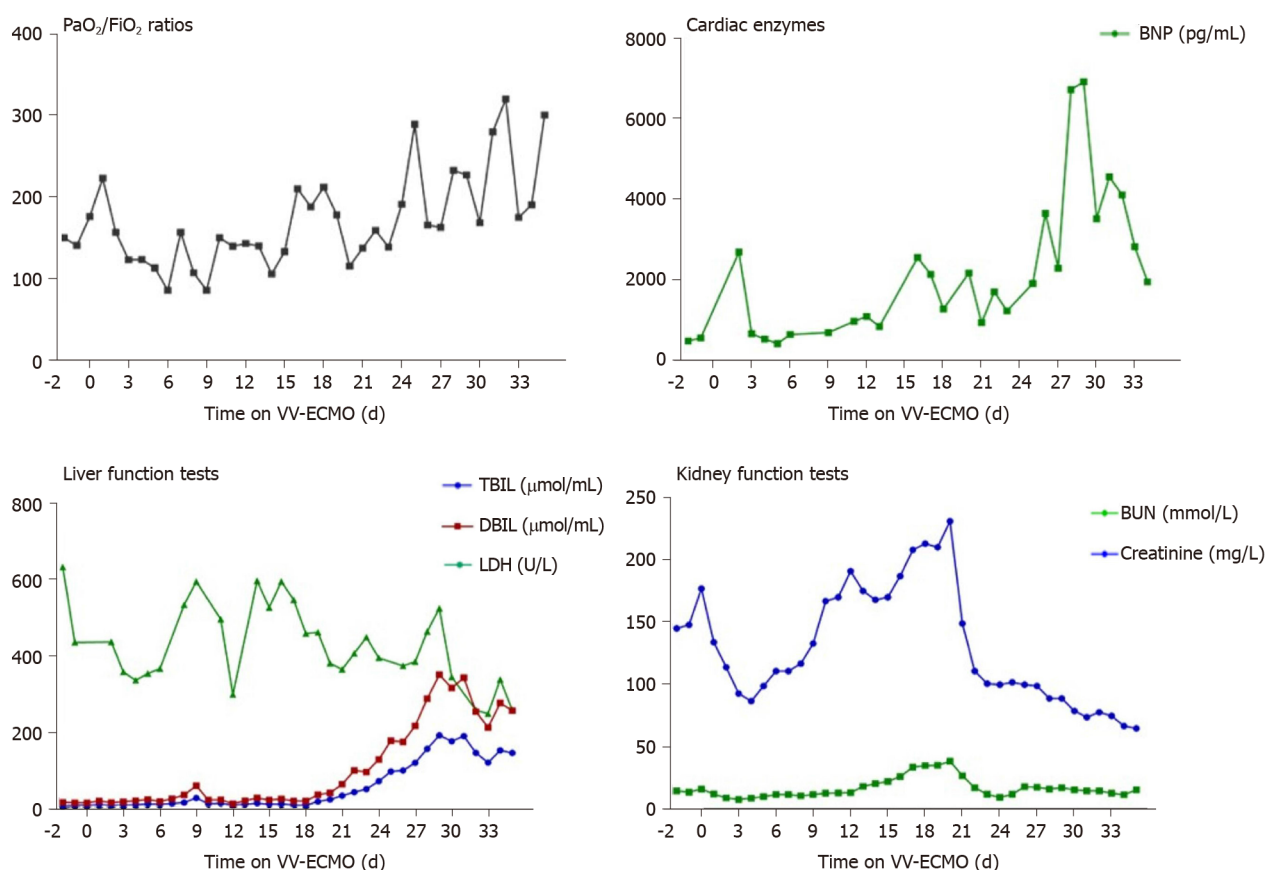 PaO₂/FiO₂ ratios
400
300
200
100
0
-2 0 3 6 9 12 15 18 21 24 27 30 33
Time on VV-ECMO (d)
Cardiac enzymes
BNP (pg/mL)
8000
6000
4000
2000
0
-2 0 3 6 9 12 15 18 21 24 27 30 33
Time on VV-ECMO (d)
Liver function tests
TBIL (μmol/mL)
DBIL (μmol/mL)
LDH (U/L)
800
600
400
200
0
-2 0 3 6 9 12 15 18 21 24 27 30 33
Time on VV-ECMO (d)
Kidney function tests
BUN (mmol/L)
Creatinine (mg/L)
250
200
150
100
50
0
-2 0 3 6 9 12 15 18 21 24 27 30 33
Time on VV-ECMO (d)